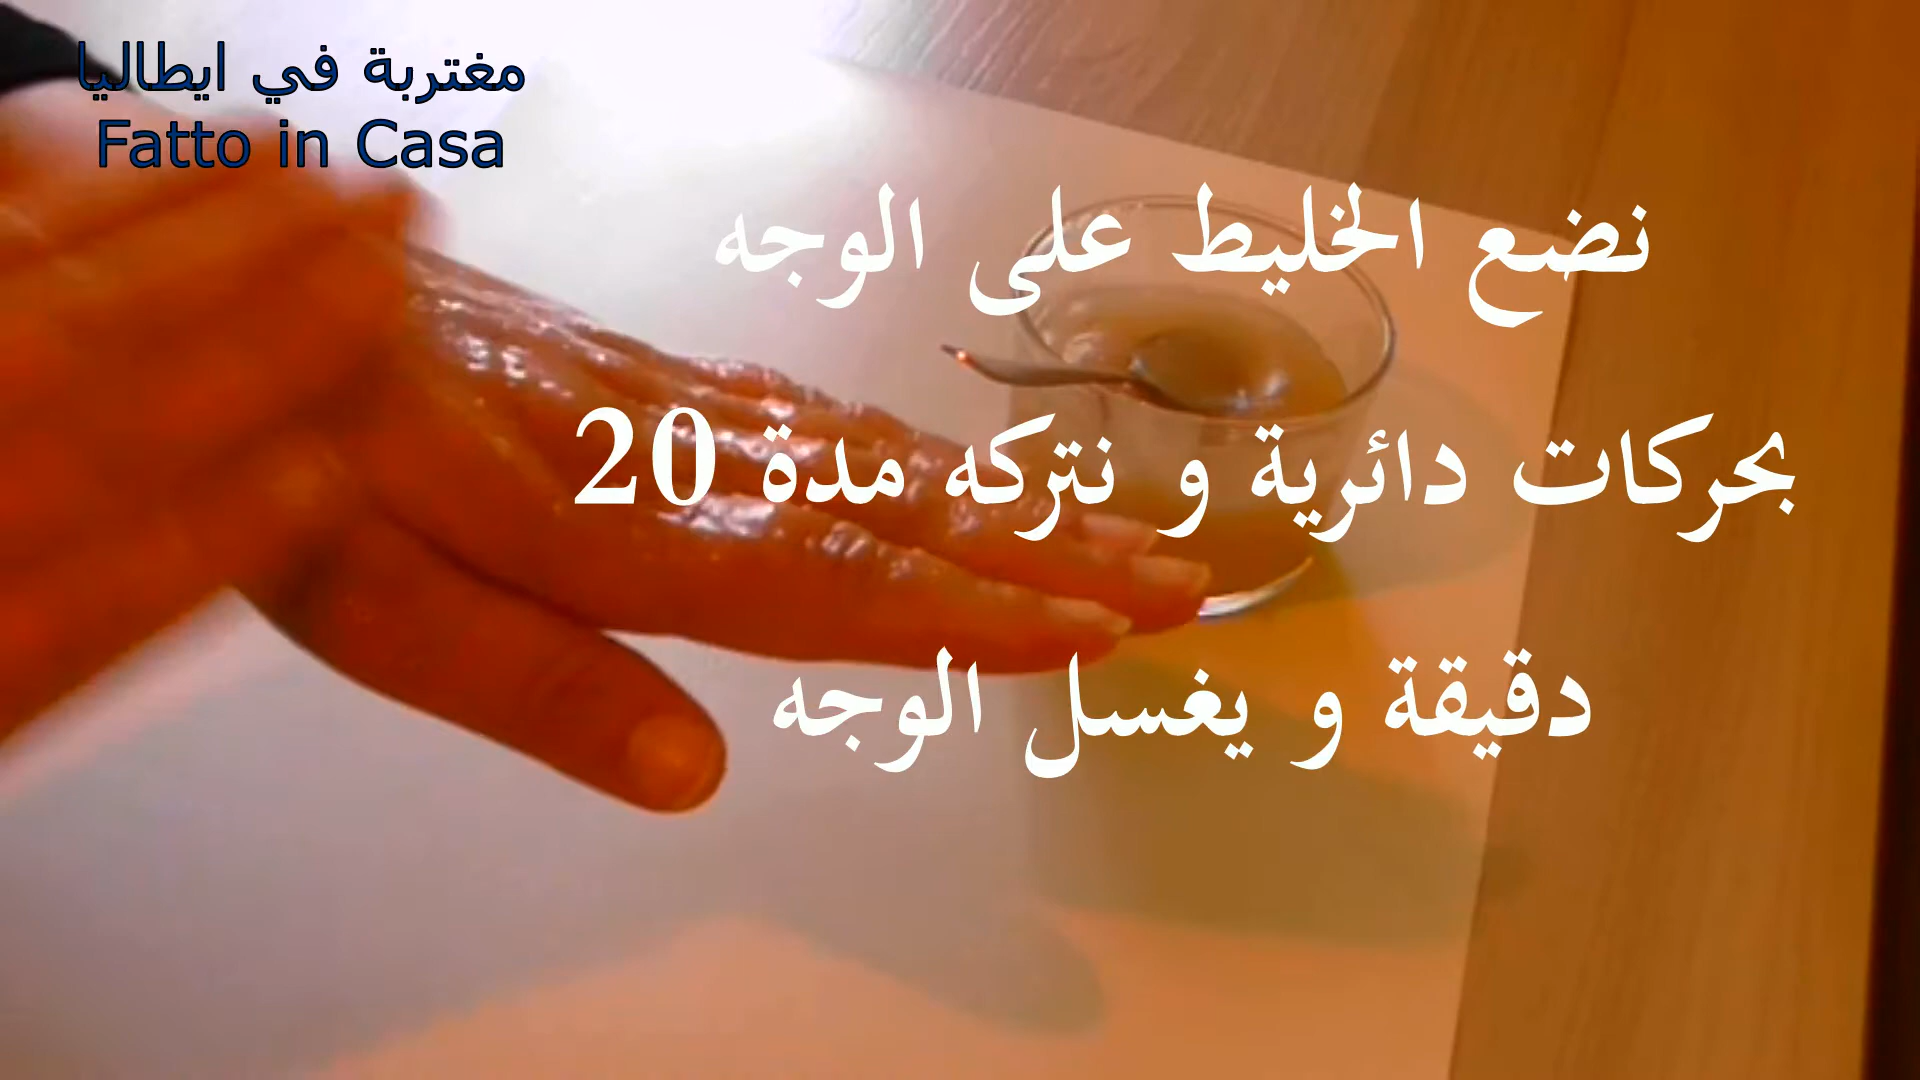 مغتربة في ايطاليا
Fatto in Casa
نضع الخليط على الوجه
بحركات دائرية و نتركه مدة 20
دقيقة و يغسل الوجه